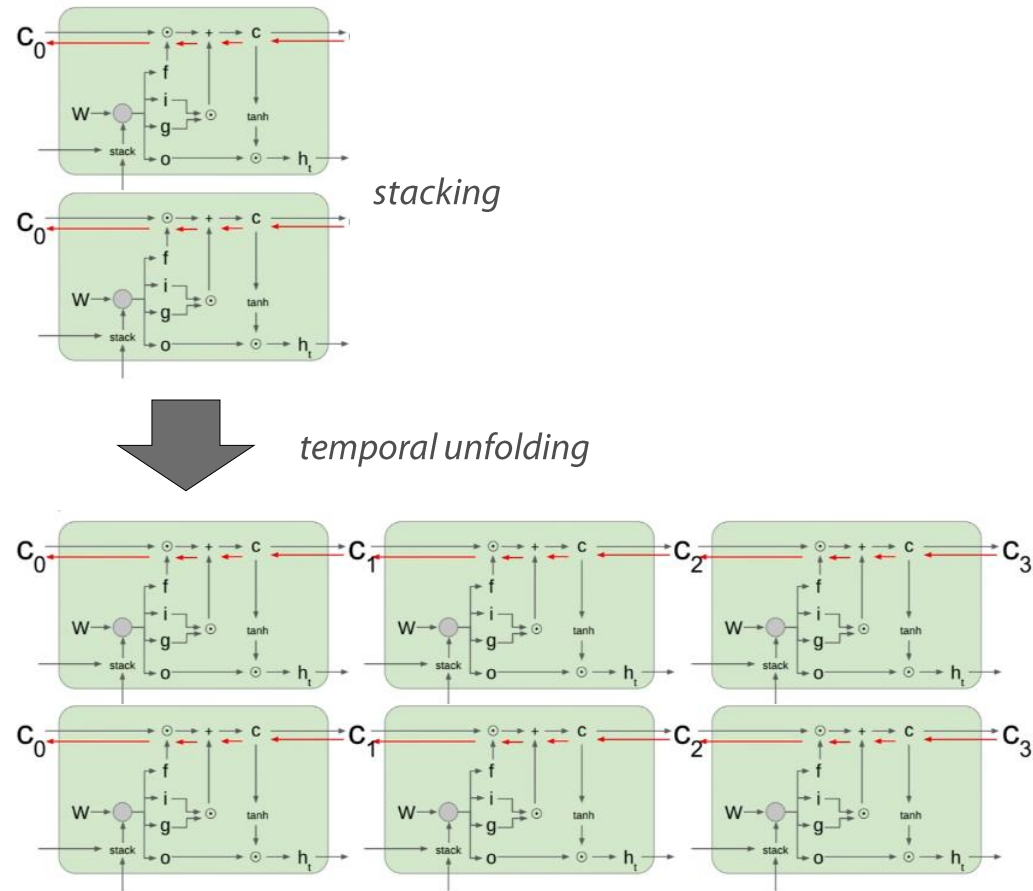 C0 ⊙ + c
f
W i ⊙ tanh
g
stack o ⊙ ht
stacking
C0 ⊙ + c
f
W i ⊙ tanh
g
stack o ⊙ ht
temporal unfolding
C0 ⊙ + c C1 ⊙ + c C2 ⊙ + c C3
f f f
W i ⊙ tanh W i ⊙ tanh W i ⊙ tanh
g g g
stack o ⊙ ht stack o ⊙ ht stack o ⊙ ht
C0 ⊙ + c C1 ⊙ + c C2 ⊙ + c C3
f f f
W i ⊙ tanh W i ⊙ tanh W i ⊙ tanh
g g g
stack o ⊙ ht stack o ⊙ ht stack o ⊙ ht